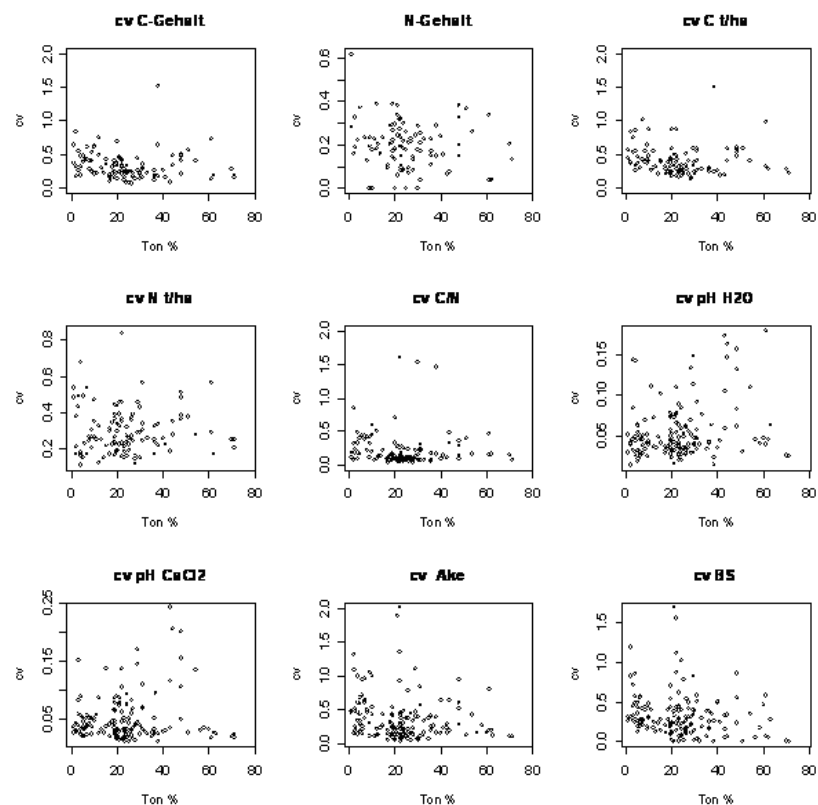 cv C-Gehalt
N-Gehalt
cv C t/ha
cv
0.0 0.5 1.0 1.5 2.0
0 20 40 60 80
Ton %
cv
0.0 0.2 0.4 0.6
0 20 40 60 80
Ton %
cv
0.0 0.5 1.0 1.5 2.0
0 20 40 60 80
Ton %
cv N t/ha
cv C/N
cv pH H2O
cv
0.2 0.4 0.6 0.8
0 20 40 60 80
Ton %
cv
0.0 0.5 1.0 1.5 2.0
0 20 40 60 80
Ton %
cv
0.05 0.10 0.15
0 20 40 60 80
Ton %
cv pH CaCl2
cv Ake
cv BS
cv
0.05 0.15 0.25
0 20 40 60 80
Ton %
cv
0.0 0.5 1.0 1.5 2.0
0 20 40 60 80
Ton %
cv
0.0 0.5 1.0 1.5
0 20 40 60 80
Ton %